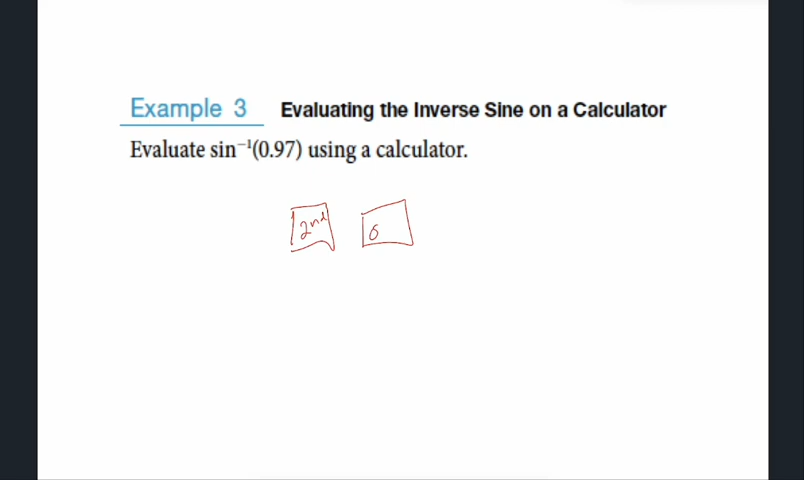 Example 3 Evaluating the Inverse Sine on a Calculator
Evaluate sin⁻¹(0.97) using a calculator.
2nd